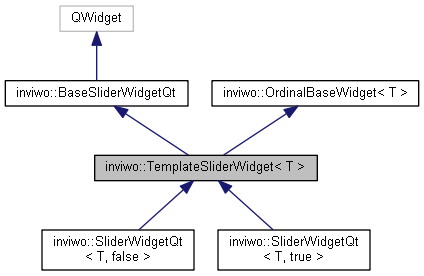 QWidget
inviwo::BaseSliderWidgetQt
inviwo::OrdinalBaseWidget< T >
inviwo::TemplateSliderWidget< T >
inviwo::SliderWidgetQt
< T, false >
inviwo::SliderWidgetQt
< T, true >